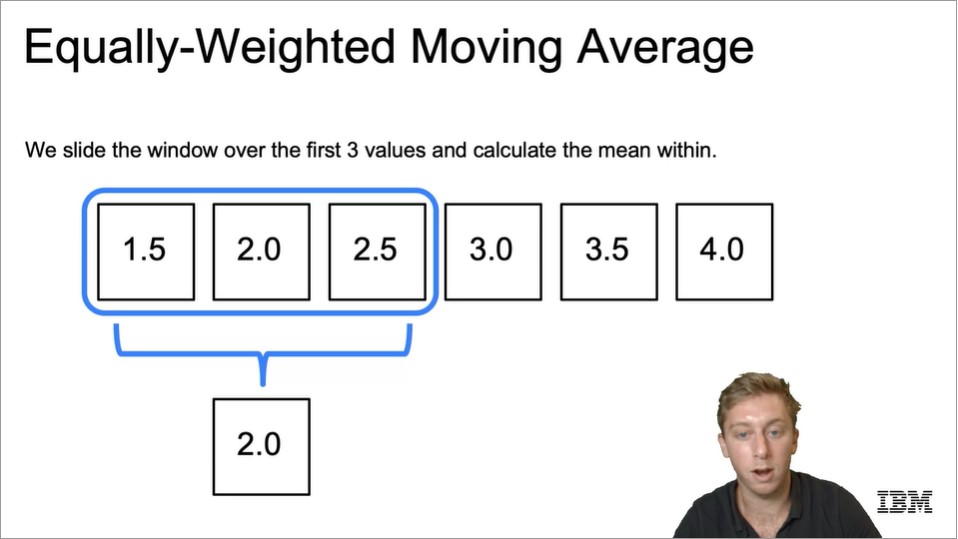 Equally-Weighted Moving Average
We slide the window over the first 3 values and calculate the mean within.
1.5 2.0 2.5 3.0 3.5 4.0
2.0
IBM